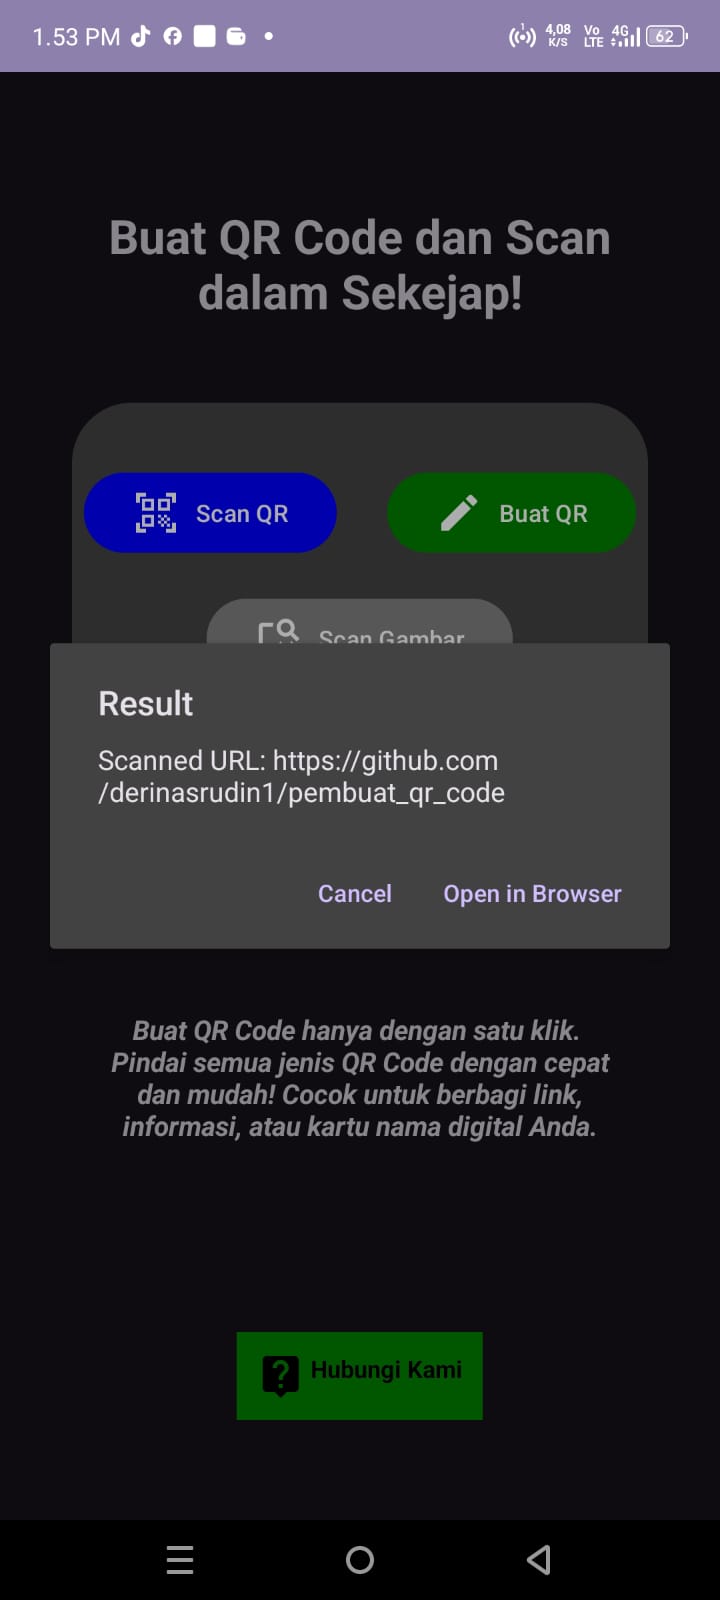 1.53 PM
1
4,08
K/S
Vo
LTE
4G
62
Buat QR Code dan Scan
dalam Sekejap!
Scan QR
Buat QR
Scan Gambar
Result
Scanned URL: https://github.com
/derinasrudin1/pembuat_qr_code
Cancel
Open in Browser
Buat QR Code hanya dengan satu klik.
Pindai semua jenis QR Code dengan cepat
dan mudah! Cocok untuk berbagi link,
informasi, atau kartu nama digital Anda.
Hubungi Kami